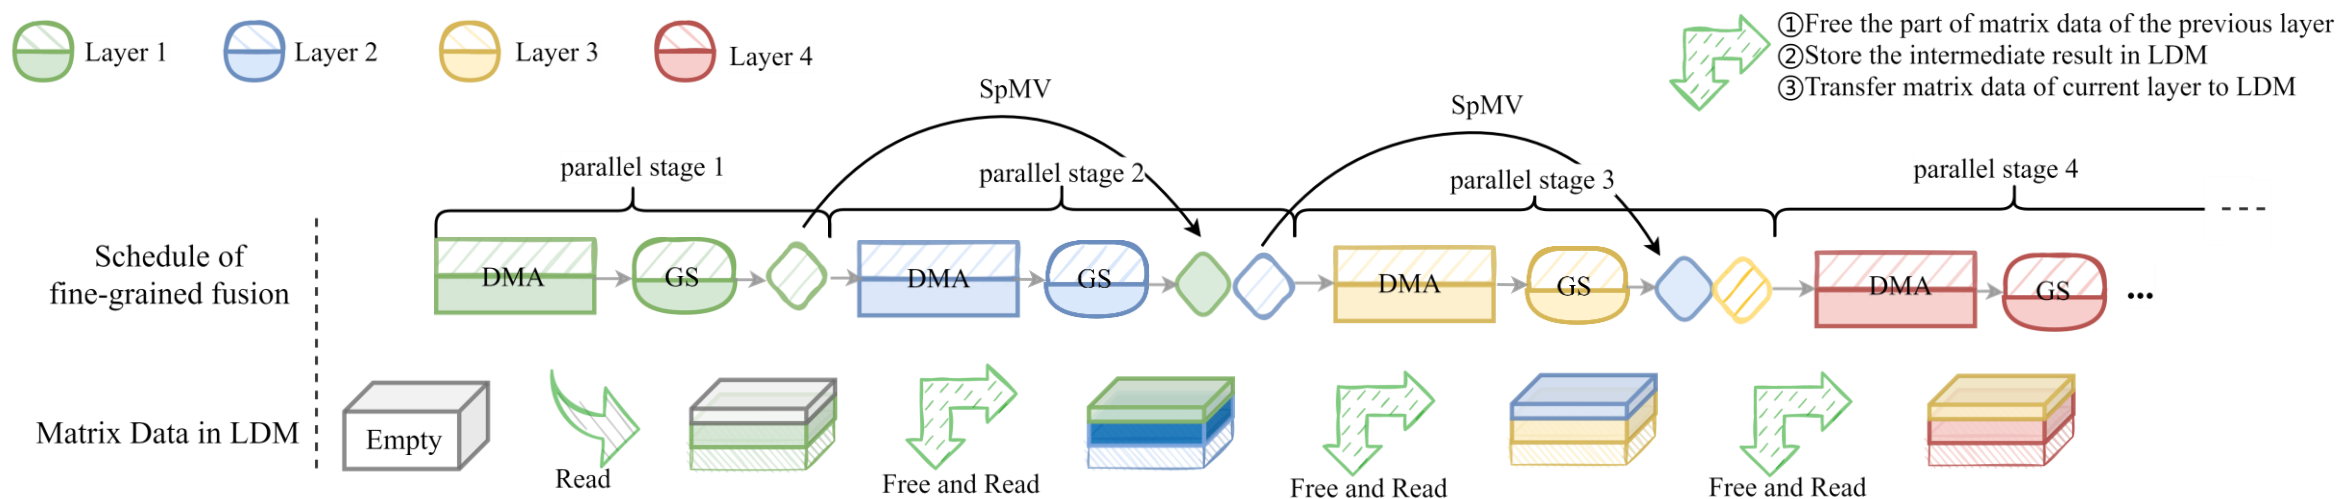 Layer 1
Layer 2
Layer 3
Layer 4
①Free the part of matrix data of the previous layer
②Store the intermediate result in LDM
③Transfer matrix data of current layer to LDM
SpMV
SpMV
parallel stage 1
parallel stage 2
parallel stage 3
parallel stage 4
Schedule of
fine-grained fusion
DMA
GS
DMA
GS
DMA
GS
DMA
GS
...
Matrix Data in LDM
Empty
Read
Free and Read
Free and Read
Free and Read